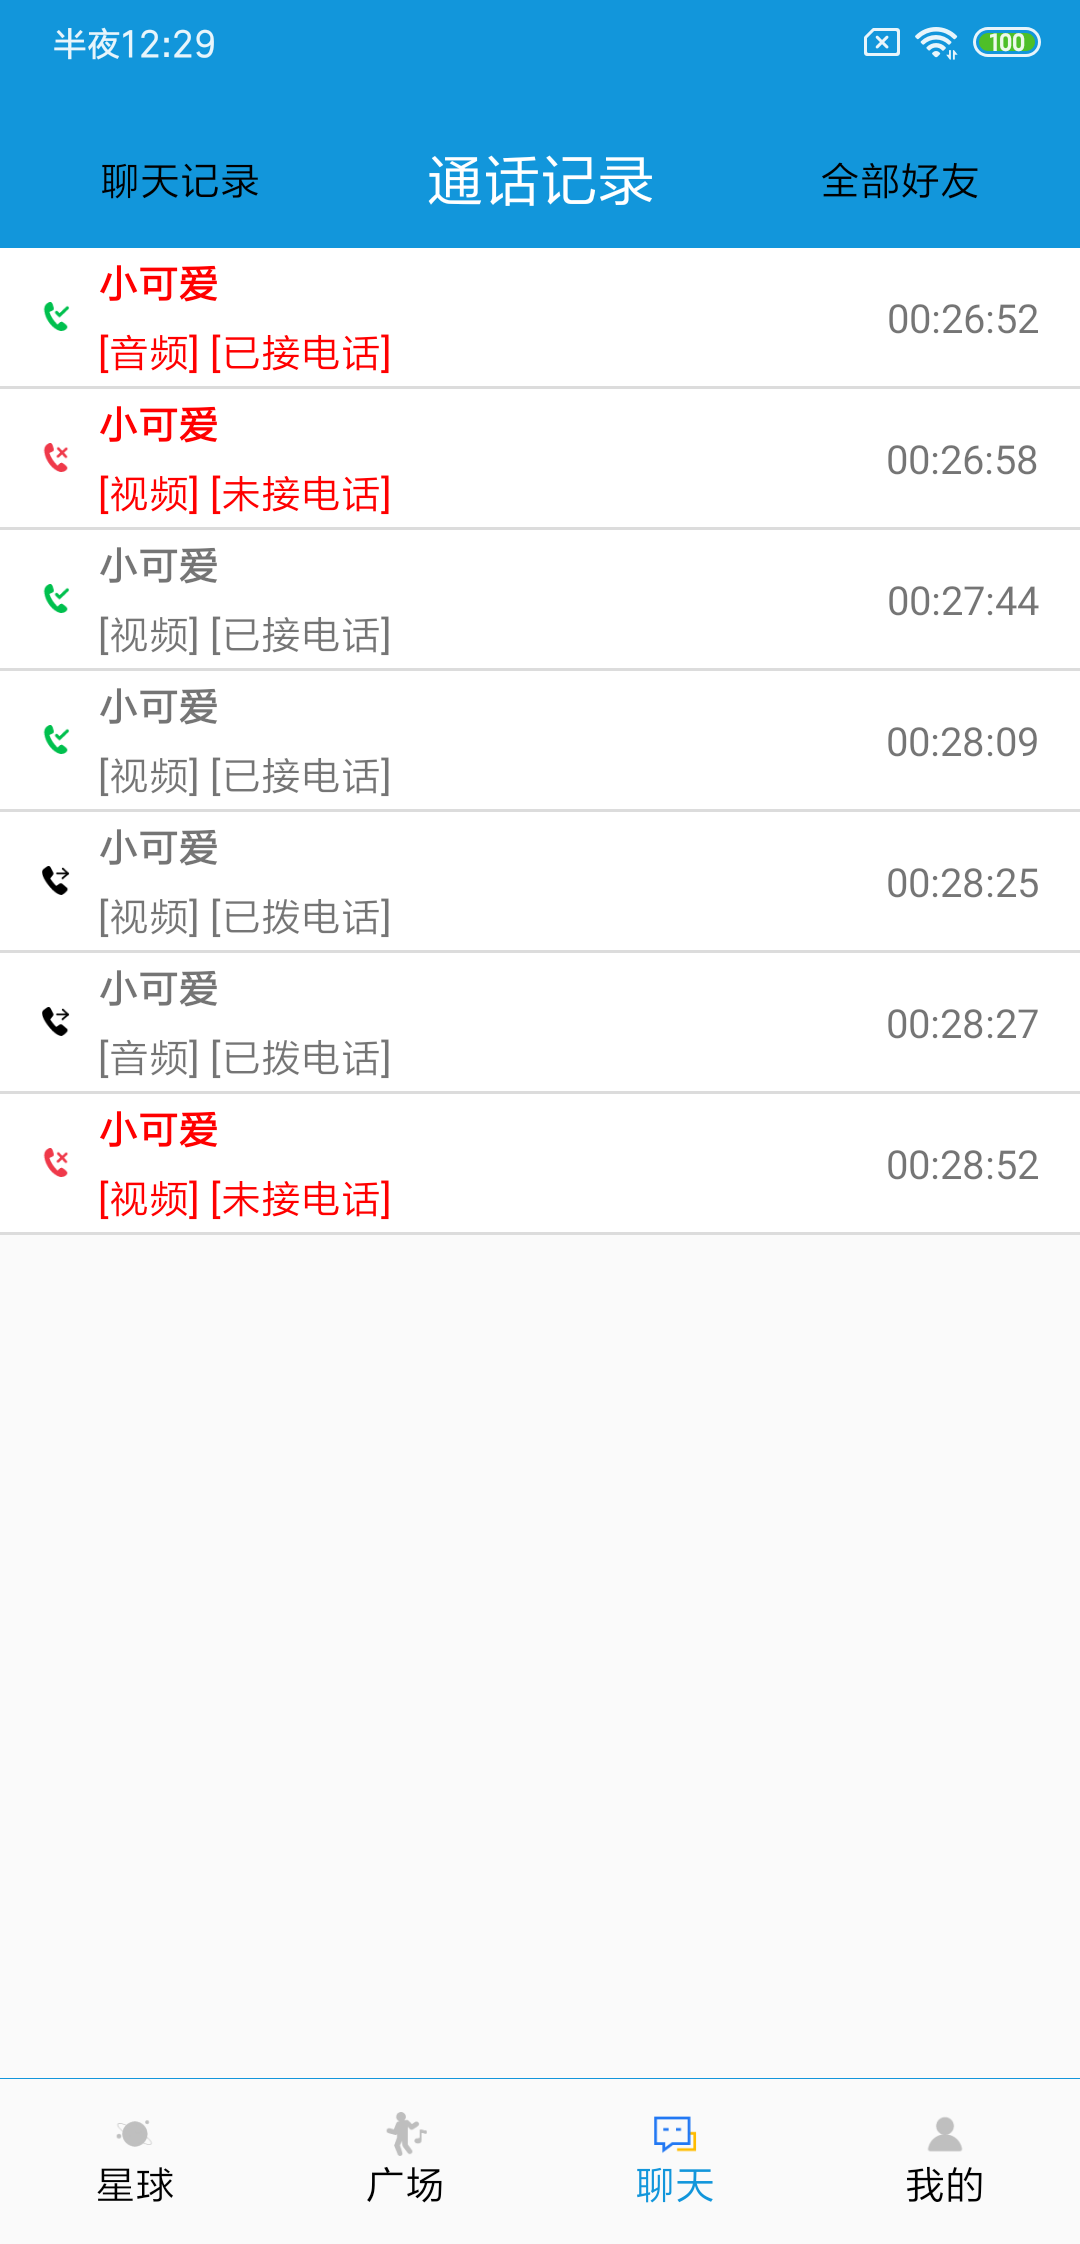 半夜12:29
100
聊天记录 通话记录 全部好友
小可爱
[音频] [已接电话]
00:26:52
小可爱
[视频] [未接电话]
00:26:58
小可爱
[视频] [已接电话]
00:27:44
小可爱
[视频] [已接电话]
00:28:09
小可爱
[视频] [已拨电话]
00:28:25
小可爱
[音频] [已拨电话]
00:28:27
小可爱
[视频] [未接电话]
00:28:52
星球 广场 聊天 我的